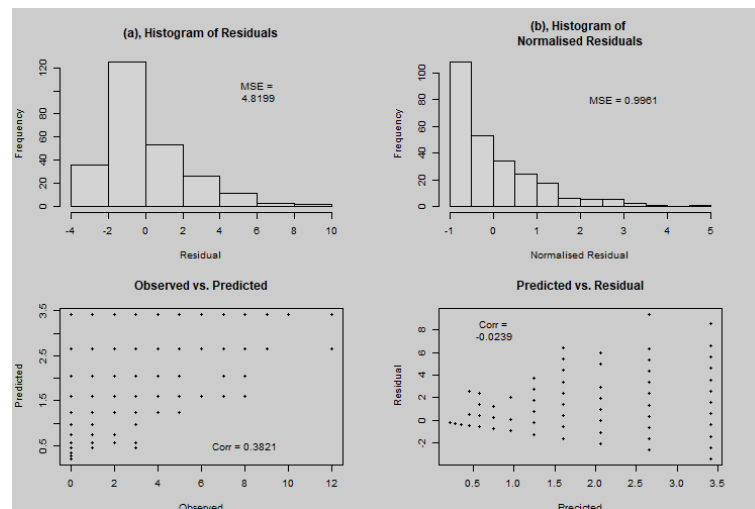 (a), Histogram of Residuals
MSE =
4.8199
Frequency
0 20 40 60 80 120
-4 -2 0 2 4 6 8 10
Residual
(b), Histogram of
Normalised Residuals
MSE = 0.9961
Frequency
0 20 40 60 80 100
-1 0 1 2 3 4 5
Normalised Residual
Observed vs. Predicted
Predicted
0.5 1.5 2.5 3.5
Corr = 0.3821
0 2 4 6 8 10 12
Observed
Predicted vs. Residual
Corr =
-0.0239
Residual
-2 0 2 4 6 8
0.5 1.0 1.5 2.0 2.5 3.0 3.5
Precicted